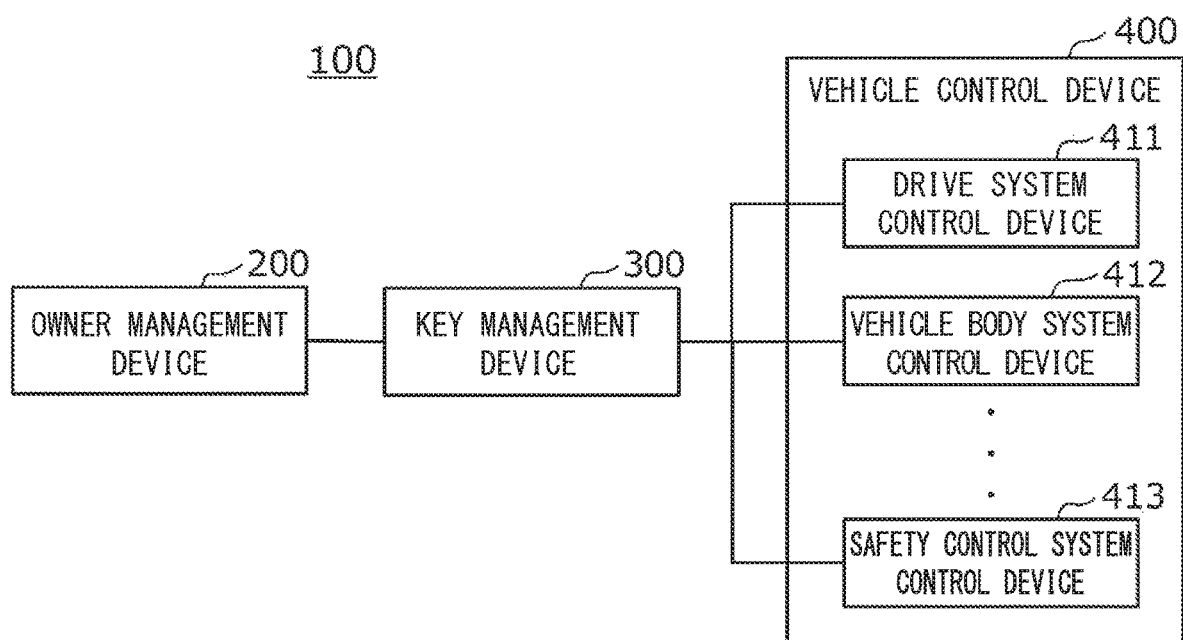 100
400
VEHICLE CONTROL DEVICE
411
DRIVE SYSTEM
CONTROL DEVICE
200
OWNER MANAGEMENT
DEVICE
300
KEY MANAGEMENT
DEVICE
412
VEHICLE BODY SYSTEM
CONTROL DEVICE
413
SAFETY CONTROL SYSTEM
CONTROL DEVICE